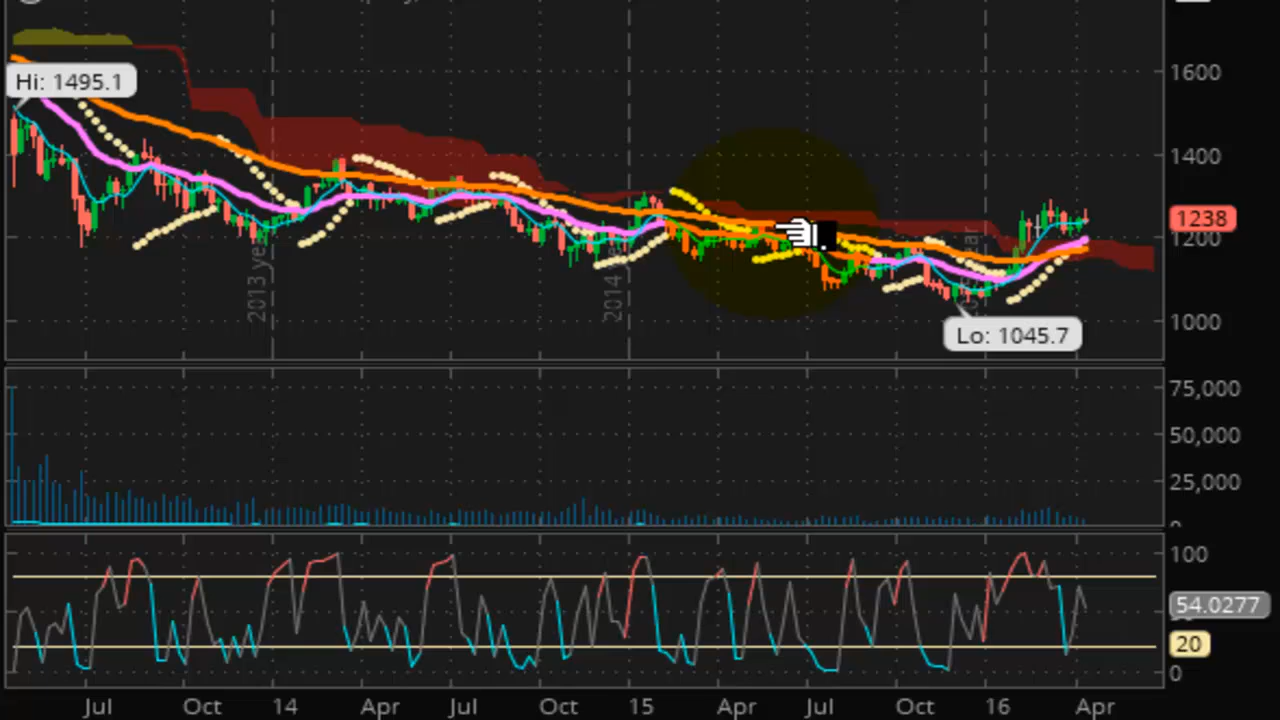 1600
Hi: 1495.1
1400
1238
1200
2013 year
2014
year
1000
Lo: 1045.7
75,000
50,000
25,000
0
100
54.0277
20
0
Jul Oct 14 Apr Jul Oct 15 Apr Jul Oct 16 Apr